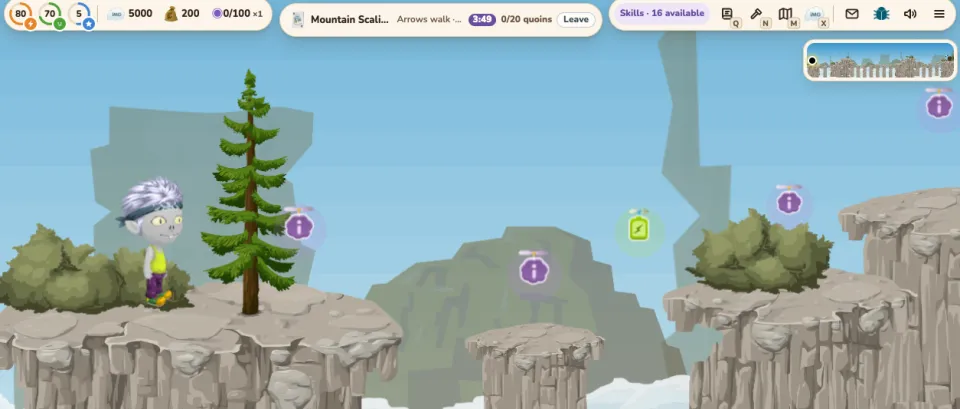 80 70 5 5000 200 0/100 ×1
Mountain Scali... Arrows walk ·... 3:49 0/20 quoins Leave
Skills · 16 available Q N M X
i
i
i
i